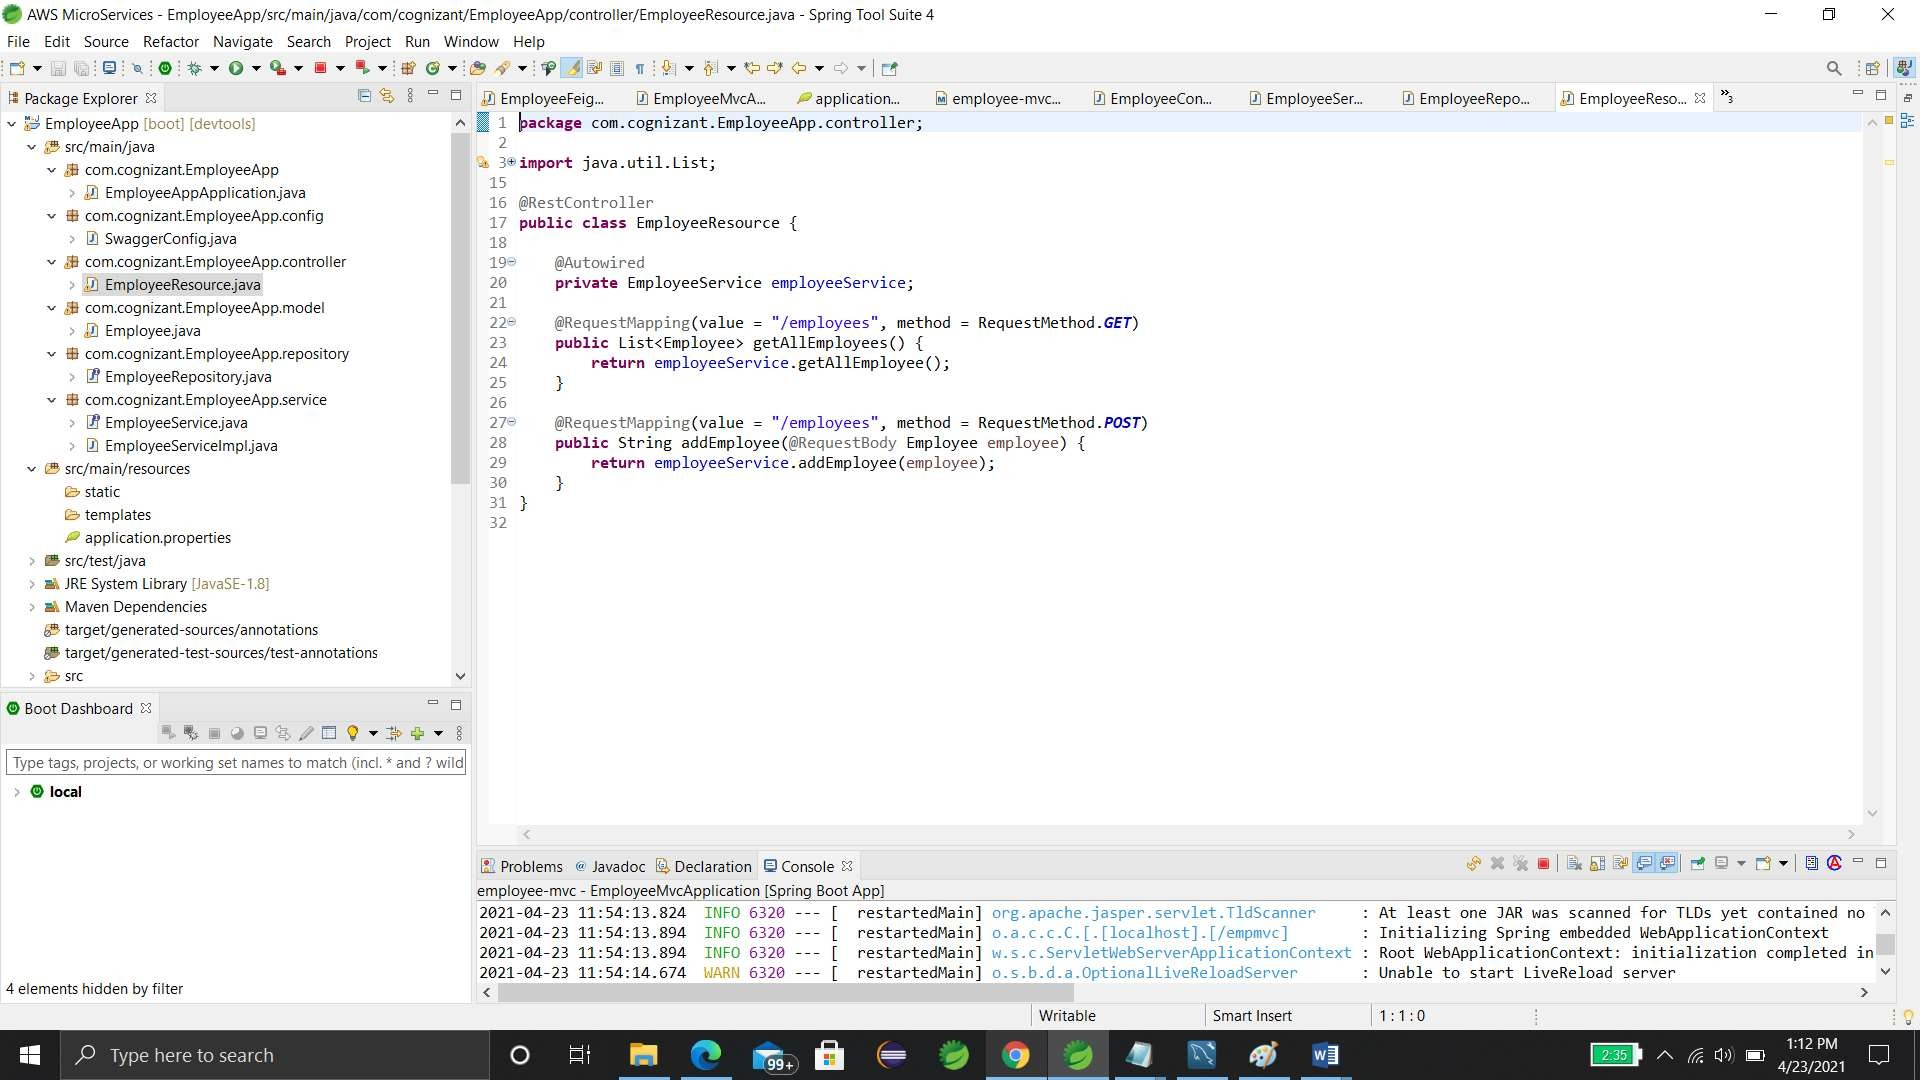 AWS MicroServices - EmployeeApp/src/main/java/com/cognizant/EmployeeApp/controller/EmployeeResource.java - Spring Tool Suite 4
File Edit Source Refactor Navigate Search Project Run Window Help
Package Explorer
EmployeeApp [boot] [devtools]
src/main/java
com.cognizant.EmployeeApp
EmployeeAppApplication.java
com.cognizant.EmployeeApp.config
SwaggerConfig.java
com.cognizant.EmployeeApp.controller
EmployeeResource.java
com.cognizant.EmployeeApp.model
Employee.java
com.cognizant.EmployeeApp.repository
EmployeeRepository.java
com.cognizant.EmployeeApp.service
EmployeeService.java
EmployeeServiceImpl.java
src/main/resources
static
templates
application.properties
src/test/java
JRE System Library [JavaSE-1.8]
Maven Dependencies
target/generated-sources/annotations
target/generated-test-sources/test-annotations
src
Boot Dashboard
Type tags, projects, or working set names to match (incl. * and ? wild
local
4 elements hidden by filter
EmployeeFeig... EmployeeMvcA... application... employee-mvc... EmployeeCon... EmployeeSer... EmployeeRepo... EmployeeReso... »3
1 package com.cognizant.EmployeeApp.controller;
2
3 import java.util.List;
15
16 @RestController
17 public class EmployeeResource {
18
19 @Autowired
20 private EmployeeService employeeService;
21
22 @RequestMapping(value = "/employees", method = RequestMethod.GET)
23 public List<Employee> getAllEmployees() {
24 return employeeService.getAllEmployee();
25 }
26
27 @RequestMapping(value = "/employees", method = RequestMethod.POST)
28 public String addEmployee(@RequestBody Employee employee) {
29 return employeeService.addEmployee(employee);
30 }
31 }
32
Problems Javadoc Declaration Console
employee-mvc - EmployeeMvcApplication [Spring Boot App]
2021-04-23 11:54:13.824 INFO 6320 --- [ restartedMain] org.apache.jasper.servlet.TldScanner : At least one JAR was scanned for TLDs yet contained no
2021-04-23 11:54:13.894 INFO 6320 --- [ restartedMain] o.a.c.c.C.[.[localhost].[/empmvc] : Initializing Spring embedded WebApplicationContext
2021-04-23 11:54:13.894 INFO 6320 --- [ restartedMain] w.s.c.ServletWebServerApplicationContext : Root WebApplicationContext: initialization completed in
2021-04-23 11:54:14.674 WARN 6320 --- [ restartedMain] o.s.b.d.a.OptionalLiveReloadServer : Unable to start LiveReload server
Writable Smart Insert 1 : 1 : 0
Type here to search
99+
2:35
1:12 PM
4/23/2021